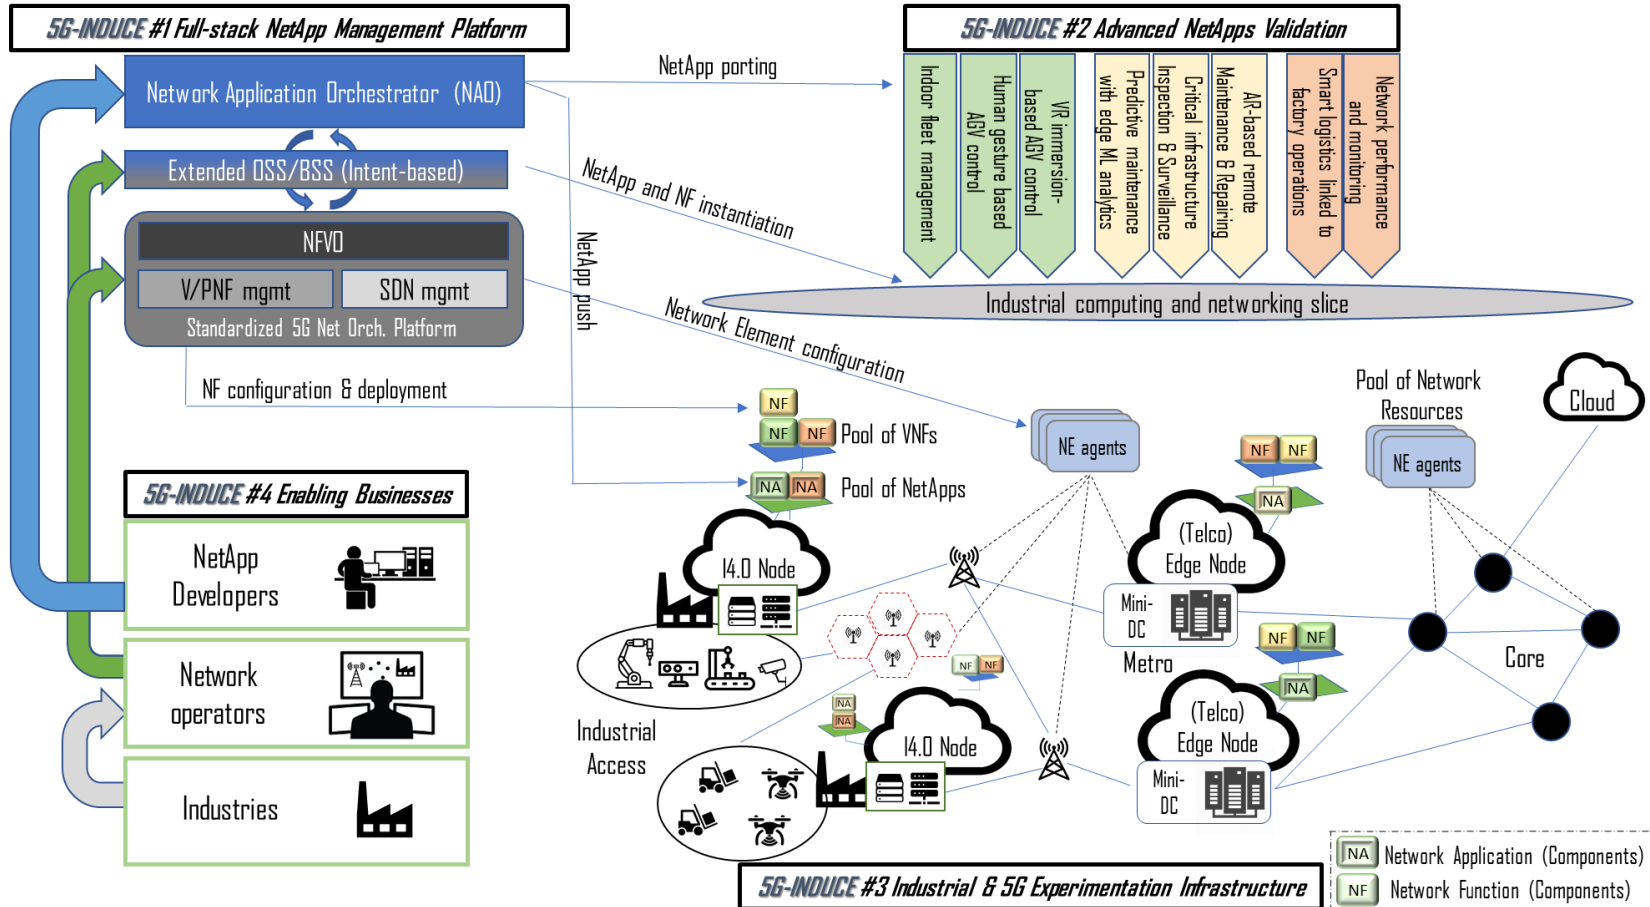 5G-INDUCE #1 Full-stack NetApp Management Platform
Network Application Orchestrator (NAO)
Extended OSS/BSS (Intent-based)
NFVO
V/PNF mgmt
SDN mgmt
Standardized 5G Net Orch. Platform
NetApp porting
NetApp and NF instantiation
NetApp push
Network Element configuration
NF configuration & deployment
5G-INDUCE #2 Advanced NetApps Validation
Indoor fleet
management
Human gesture based
AGV control
VR immersion-
based AGV control
Predictive maintenance
with edge ML analytics
Critical infrastructure
Inspection & Surveillance
AR-based remote
Maintenance & Repairing
Smart logistics linked to
factory operations
Network performance
and monitoring
Industrial computing and networking slice
5G-INDUCE #4 Enabling Businesses
NetApp
Developers
Network
operators
Industries
NF
NF
NF
Pool of VNFs
NA
NA
Pool of NetApps
I4.0 Node
Industrial
Access
NE agents
Pool of Network
Resources
NE agents
Cloud
NF
NF
NA
(Telco)
Edge Node
Mini-
DC
Metro
NF
NF
NA
(Telco)
Edge Node
Mini-
DC
Core
NF
NF
NA
NA
I4.0 Node
5G-INDUCE #3 Industrial & 5G Experimentation Infrastructure
NA
Network Application (Components)
NF
Network Function (Components)